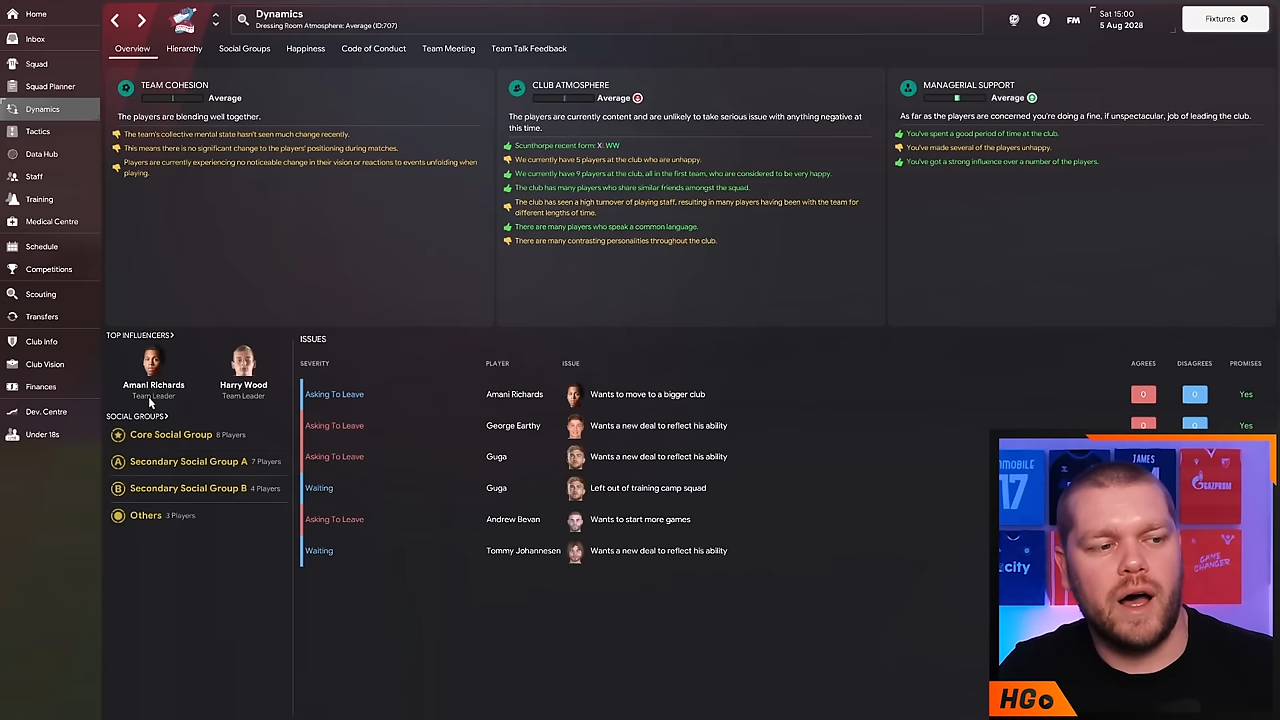 Home
Inbox
Squad
Squad Planner
Dynamics
Tactics
Data Hub
Staff
Training
Medical Centre
Schedule
Competitions
Scouting
Transfers
Club Info
Club Vision
Finances
Dev. Centre
Under 18s
Dynamics
Dressing Room Atmosphere: Average (ID:707)
FM
Sat 15:00
5 Aug 2028
Fixtures
Overview
Hierarchy
Social Groups
Happiness
Code of Conduct
Team Meeting
Team Talk Feedback
TEAM COHESION
Average
The players are blending well together.
The team's collective mental state hasn't seen much change recently.
This means there is no significant change to the players' positioning during matches.
Players are currently experiencing no noticeable change in their vision or reactions to events unfolding when
playing.
CLUB ATMOSPHERE
Average
The players are currently content and are unlikely to take serious issue with anything negative at
this time.
Scunthorpe recent form: XLWW
We currently have 5 players at the club who are unhappy.
We currently have 9 players at the club, all in the first team, who are considered to be very happy.
The club has many players who share similar friends amongst the squad.
The club has seen a high turnover of playing staff, resulting in many players having been with the team for
different lengths of time.
There are many players who speak a common language.
There are many contrasting personalities throughout the club.
MANAGERIAL SUPPORT
Average
As far as the players are concerned you're doing a fine, if unspectacular, job of leading the club.
You've spent a good period of time at the club.
You've made several of the players unhappy.
You've got a strong influence over a number of the players.
TOP INFLUENCERS
Amani Richards
Team Leader
Harry Wood
Team Leader
SOCIAL GROUPS
Core Social Group 8 Players
A Secondary Social Group A 7 Players
B Secondary Social Group B 4 Players
Others 3 Players
ISSUES
SEVERITY PLAYER ISSUE AGREES DISAGREES PROMISES
Asking To Leave Amani Richards Wants to move to a bigger club 0 0 Yes
Asking To Leave George Earthy Wants a new deal to reflect his ability 0 0 Yes
Asking To Leave Guga Wants a new deal to reflect his ability
Waiting Guga Left out of training camp squad
Asking To Leave Andrew Bevan Wants to start more games
Waiting Tommy Johannesen Wants a new deal to reflect his ability
IMMOBILE
17
JAMES
GAZPROM
city
GAME
CHANGER
HG